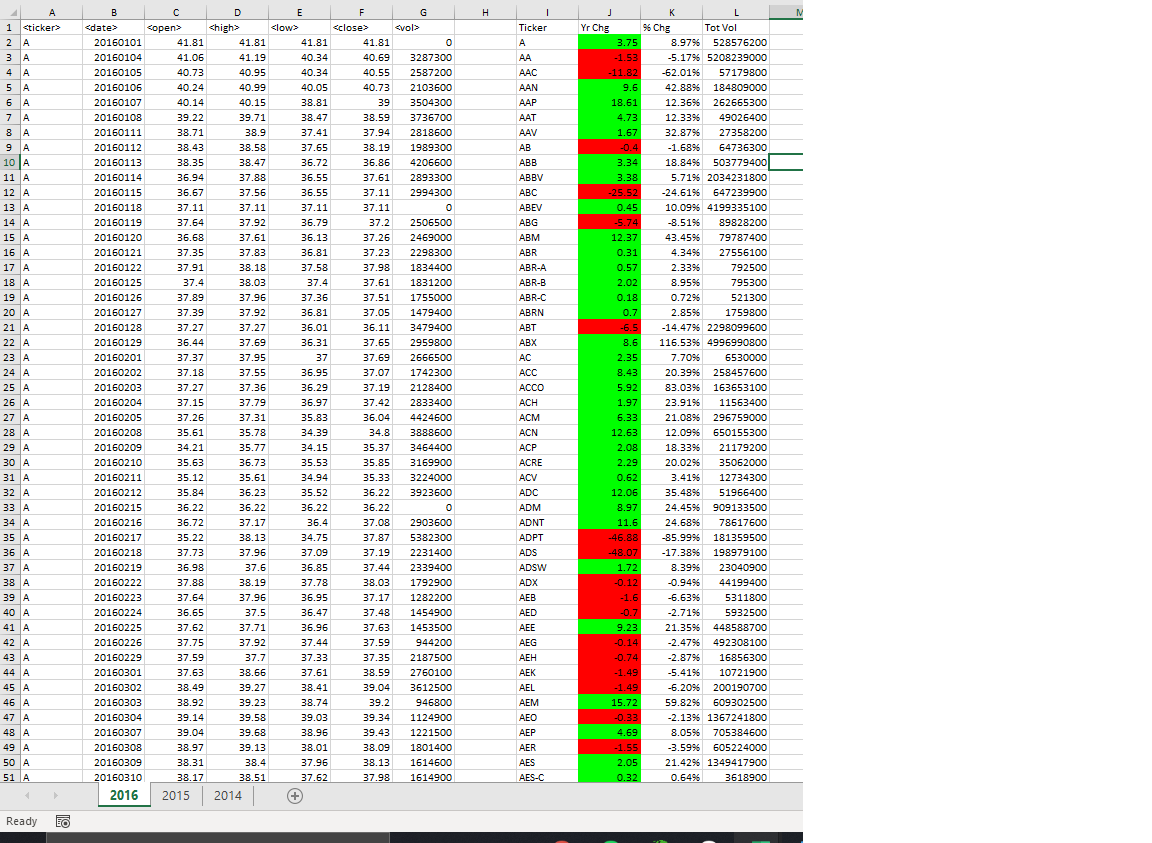 A B C D E F G H I J K L M
1 <ticker> <date> <open> <high> <low> <close> <vol> Ticker Yr Chg % Chg Tot Vol
2 A 20160101 41.81 41.81 41.81 41.81 0 A 3.75 8.97% 528576200
3 A 20160104 41.06 41.19 40.34 40.69 3287300 AA -1.53 -5.17% 5208239000
4 A 20160105 40.73 40.95 40.34 40.55 2587200 AAC -11.82 -62.01% 57179800
5 A 20160106 40.24 40.99 40.05 40.73 2103600 AAN 9.6 42.88% 184809000
6 A 20160107 40.14 40.15 38.81 39 3504300 AAP 18.61 12.36% 262665300
7 A 20160108 39.22 39.71 38.47 38.59 3736700 AAT 4.73 12.33% 49026400
8 A 20160111 38.71 38.9 37.41 37.94 2818600 AAV 1.67 32.87% 27358200
9 A 20160112 38.43 38.58 37.65 38.19 1989300 AB -0.4 -1.68% 64736300
10 A 20160113 38.35 38.47 36.72 36.86 4206600 ABB 3.34 18.84% 503779400
11 A 20160114 36.94 37.88 36.55 37.61 2893300 ABBV 3.38 5.71% 2034231800
12 A 20160115 36.67 37.56 36.55 37.11 2994300 ABC -25.52 -24.61% 647239900
13 A 20160118 37.11 37.11 37.11 37.11 0 ABEV 0.45 10.09% 4199335100
14 A 20160119 37.64 37.92 36.79 37.2 2506500 ABG -5.74 -8.51% 89828200
15 A 20160120 36.68 37.61 36.13 37.26 2469000 ABM 12.37 43.45% 79787400
16 A 20160121 37.35 37.83 36.81 37.23 2298300 ABR 0.31 4.34% 27556100
17 A 20160122 37.91 38.18 37.58 37.98 1834400 ABR-A 0.57 2.33% 792500
18 A 20160125 37.4 38.03 37.4 37.61 1831200 ABR-B 2.02 8.95% 795300
19 A 20160126 37.89 37.96 37.36 37.51 1755000 ABR-C 0.18 0.72% 521300
20 A 20160127 37.39 37.92 36.81 37.05 1479400 ABRN 0.7 2.85% 1759800
21 A 20160128 37.27 37.27 36.01 36.11 3479400 ABT -6.5 -14.47% 2298099600
22 A 20160129 36.44 37.69 36.31 37.65 2959800 ABX 8.6 116.53% 4996990800
23 A 20160201 37.37 37.95 37 37.69 2666500 AC 2.35 7.70% 6530000
24 A 20160202 37.18 37.55 36.95 37.07 1742300 ACC 8.43 20.39% 258457600
25 A 20160203 37.27 37.36 36.29 37.19 2128400 ACCO 5.92 83.03% 163653100
26 A 20160204 37.15 37.79 36.97 37.42 2833400 ACH 1.97 23.91% 11563400
27 A 20160205 37.26 37.31 35.83 36.04 4424600 ACM 6.33 21.08% 296759000
28 A 20160208 35.61 35.78 34.39 34.8 3888600 ACN 12.63 12.09% 650155300
29 A 20160209 34.21 35.77 34.15 35.37 3464400 ACP 2.08 18.33% 21179200
30 A 20160210 35.63 36.73 35.53 35.85 3169900 ACRE 2.29 20.02% 35062000
31 A 20160211 35.12 35.61 34.94 35.33 3224000 ACV 0.62 3.41% 12734300
32 A 20160212 35.84 36.23 35.52 36.22 3923600 ADC 12.06 35.48% 51966400
33 A 20160215 36.22 36.22 36.22 36.22 0 ADM 8.97 24.45% 909133500
34 A 20160216 36.72 37.17 36.4 37.08 2903600 ADNT 11.6 24.68% 78617600
35 A 20160217 35.22 38.13 34.75 37.87 5382300 ADPT -46.88 -85.99% 181359500
36 A 20160218 37.73 37.96 37.09 37.19 2231400 ADS -48.07 -17.38% 198979100
37 A 20160219 36.98 37.6 36.85 37.44 2339400 ADSW 1.72 8.39% 23040900
38 A 20160222 37.88 38.19 37.78 38.03 1792900 ADX -0.12 -0.94% 44199400
39 A 20160223 37.64 37.96 36.95 37.17 1282200 AEB -1.6 -6.63% 5311800
40 A 20160224 36.65 37.5 36.47 37.48 1454900 AED -0.7 -2.71% 5932500
41 A 20160225 37.62 37.71 36.96 37.63 1453500 AEE 9.23 21.35% 448588700
42 A 20160226 37.75 37.92 37.44 37.59 944200 AEG -0.14 -2.47% 492308100
43 A 20160229 37.59 37.7 37.33 37.35 2187500 AEH -0.74 -2.87% 16856300
44 A 20160301 37.63 38.66 37.61 38.59 2760100 AEK -1.49 -5.41% 10721900
45 A 20160302 38.49 39.27 38.41 39.04 3612500 AEL -1.49 -6.20% 200190700
46 A 20160303 38.92 39.23 38.74 39.2 946800 AEM 15.72 59.82% 609302500
47 A 20160304 39.14 39.58 39.03 39.34 1124900 AEO -0.33 -2.13% 1367241800
48 A 20160307 39.04 39.68 38.96 39.43 1221500 AEP 4.69 8.05% 705384600
49 A 20160308 38.97 39.13 38.01 38.09 1801400 AER -1.55 -3.59% 605224000
50 A 20160309 38.31 38.4 37.96 38.13 1614600 AES 2.05 21.42% 1349417900
51 A 20160310 38.17 38.51 37.62 37.98 1614900 AES-C 0.32 0.64% 3618900
2016 2015 2014
Ready